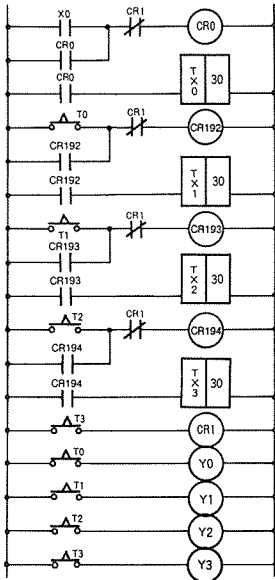 X0 CR1 CR0
CR0
CR0 TX0 30
T0 CR1 CR192
CR192
CR192 TX1 30
T1 CR1 CR193
CR193
CR193 TX2 30
T2 CR1 CR194
CR194
CR194 TX3 30
T3 CR1
T0 Y0
T1 Y1
T2 Y2
T3 Y3